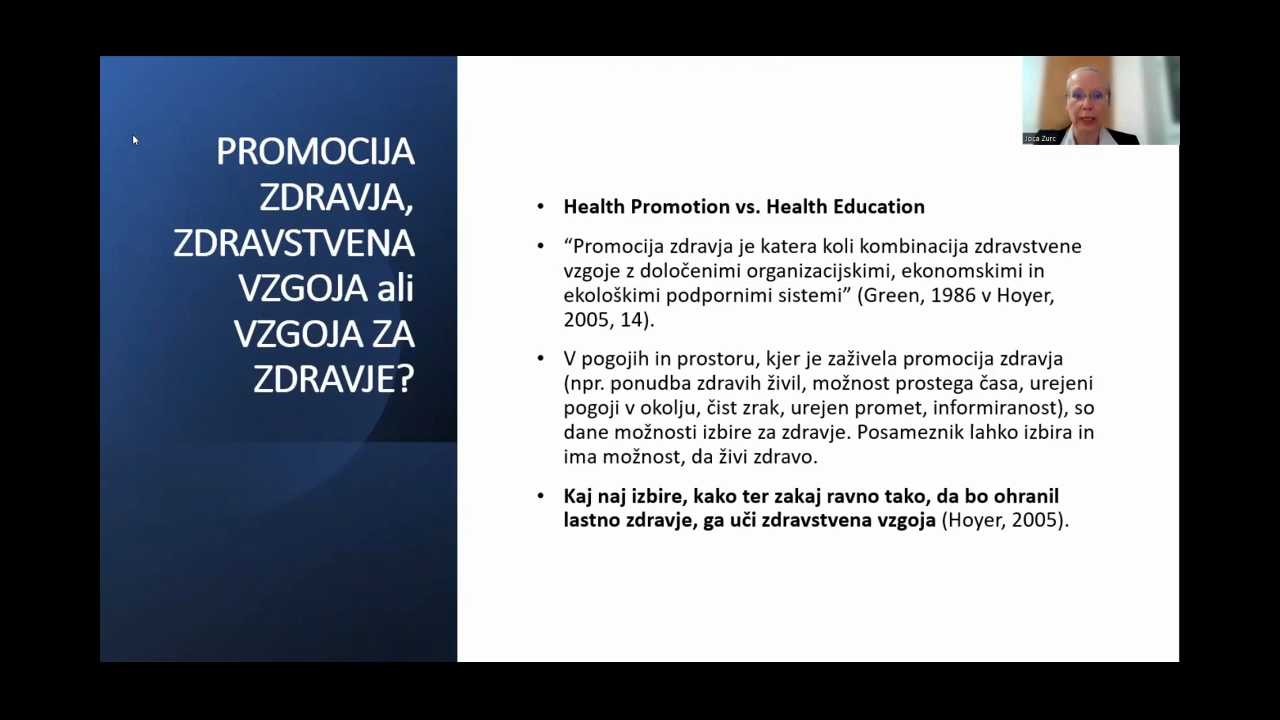 PROMOCIJA
ZDRAVJA,
ZDRAVSTVENA
VZGOJA ali
VZGOJA ZA
ZDRAVJE?
Joca Zurc
• Health Promotion vs. Health Education
• “Promocija zdravja je katera koli kombinacija zdravstvene
vzgoje z določenimi organizacijskimi, ekonomskimi in
ekološkimi podpornimi sistemi” (Green, 1986 v Hoyer,
2005, 14).
• V pogojih in prostoru, kjer je zaživela promocija zdravja
(npr. ponudba zdravih živil, možnost prostega časa, urejeni
pogoji v okolju, čist zrak, urejen promet, informiranost), so
dane možnosti izbire za zdravje. Posameznik lahko izbira in
ima možnost, da živi zdravo.
• Kaj naj izbire, kako ter zakaj ravno tako, da bo ohranil
lastno zdravje, ga uči zdravstvena vzgoja (Hoyer, 2005).